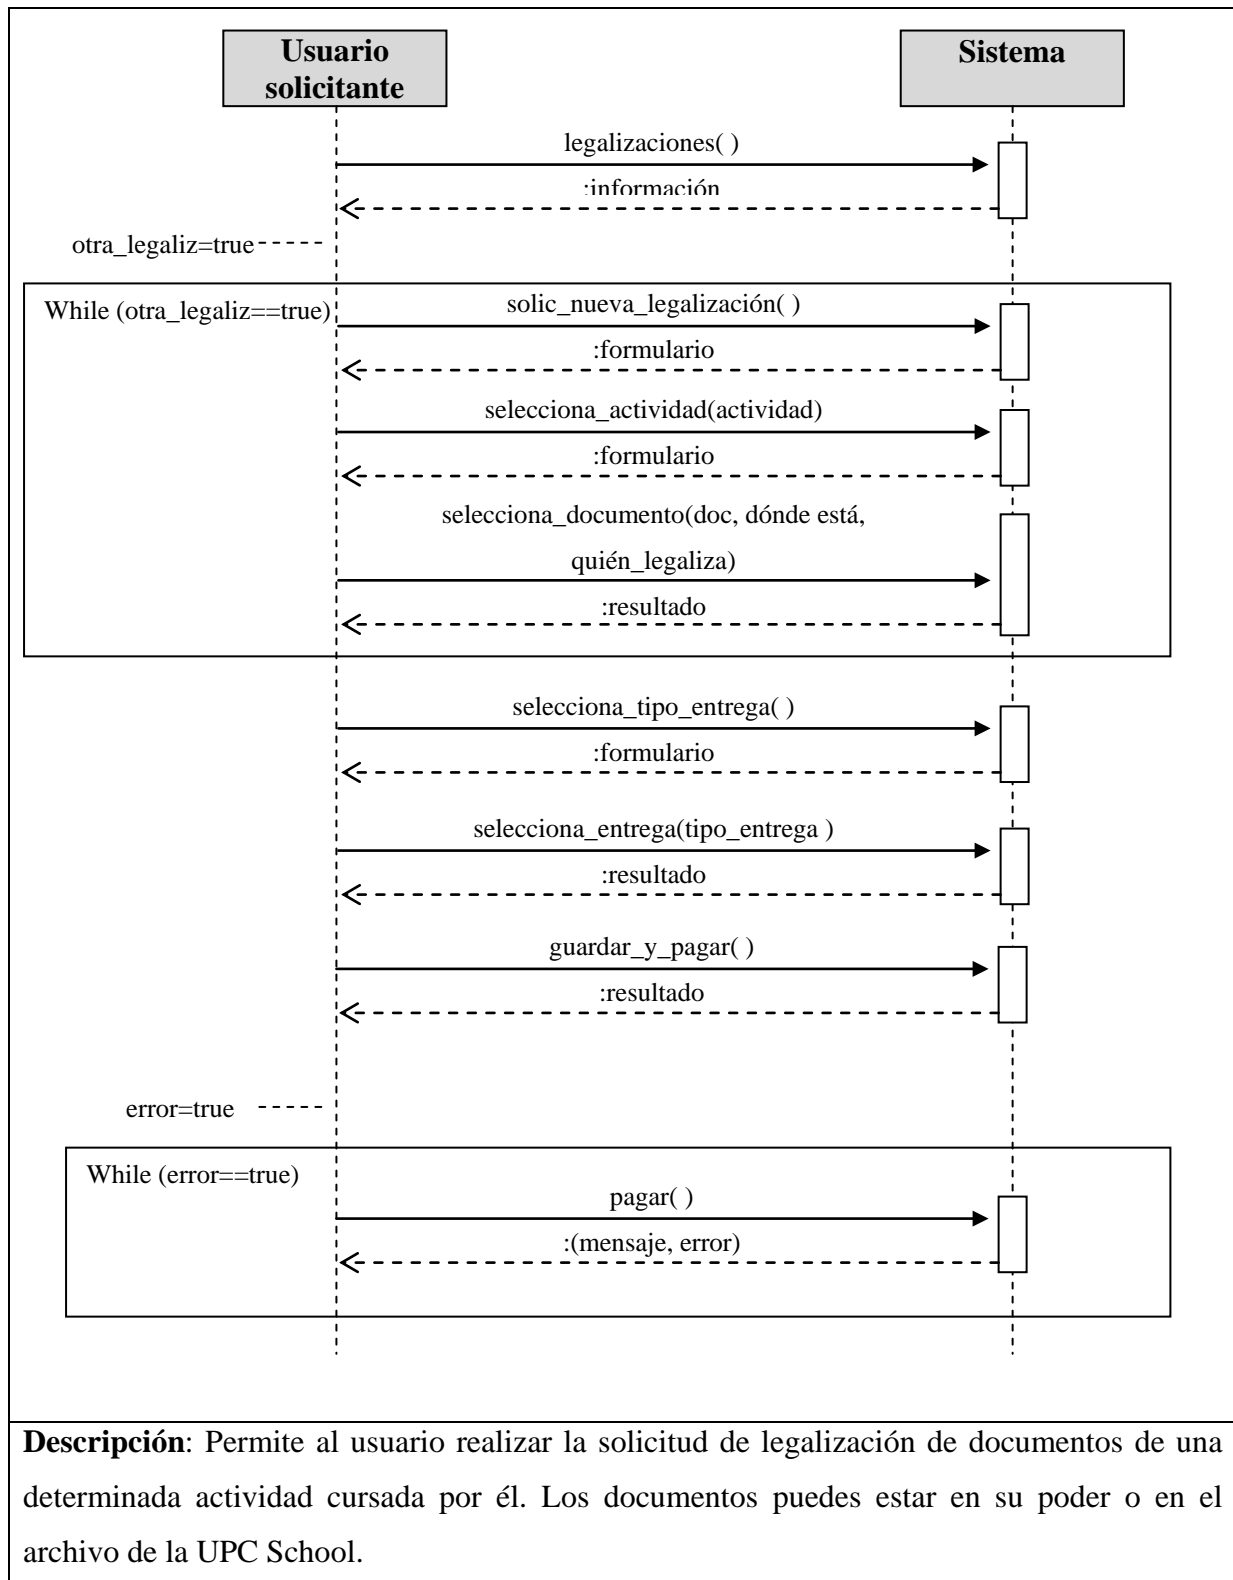 Usuario
solicitante
Sistema
legalizaciones( )
:información
otra_legaliz=true
While (otra_legaliz==true)
solic_nueva_legalización( )
:formulario
selecciona_actividad(actividad)
:formulario
selecciona_documento(doc, dónde está,
quién_legaliza)
:resultado
selecciona_tipo_entrega( )
:formulario
selecciona_entrega(tipo_entrega )
:resultado
guardar_y_pagar( )
:resultado
error=true
While (error==true)
pagar( )
:(mensaje, error)
Descripción: Permite al usuario realizar la solicitud de legalización de documentos de una
determinada actividad cursada por él. Los documentos puedes estar en su poder o en el
archivo de la UPC School.